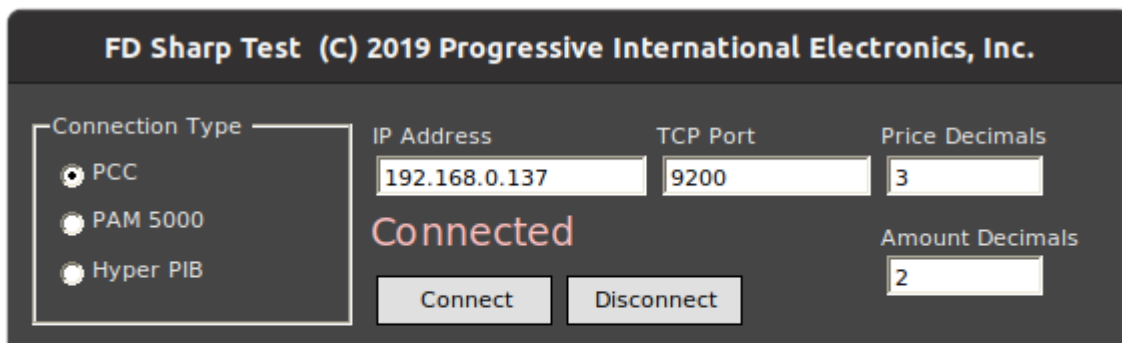 FD Sharp Test (C) 2019 Progressive International Electronics, Inc.
Connection Type
PCC
PAM 5000
Hyper PIB
IP Address
192.168.0.137
TCP Port
9200
Price Decimals
3
Connected
Amount Decimals
2
Connect
Disconnect